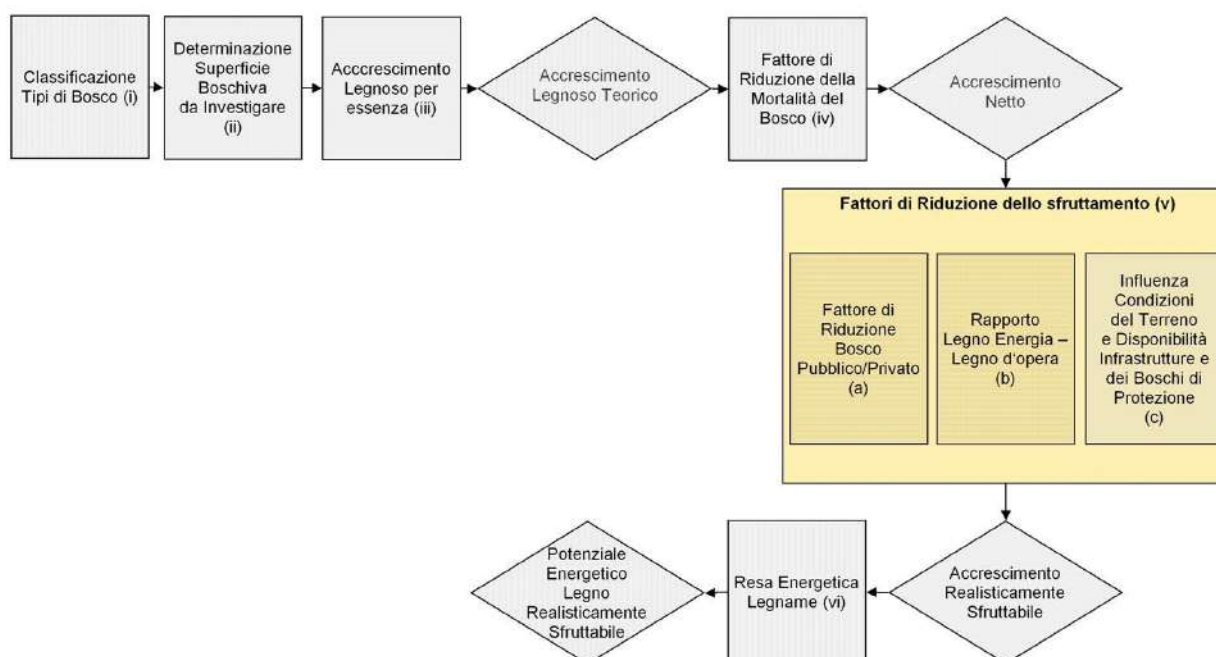 Classificazione
Tipi di Bosco (i)
Determinazione
Superficie
Boschiva
da Investigare
(ii)
Acccrescimento
Legnoso per
essenza (iii)
Accrescimento
Legnoso Teorico
Fattore di
Riduzione della
Mortalità del
Bosco (iv)
Accrescimento
Netto
Fattori di Riduzione dello sfruttamento (v)
Fattore di
Riduzione
Bosco
Pubblico/Privato
(a)
Rapporto
Legno Energia –
Legno d'opera
(b)
Influenza
Condizioni
del Terreno
e Disponibilità
Infrastrutture e
dei Boschi di
Protezione
(c)
Accrescimento
Realisticamente
Sfruttabile
Resa Energetica
Legname (vi)
Potenziale
Energetico
Legno
Realisticamente
Sfruttabile